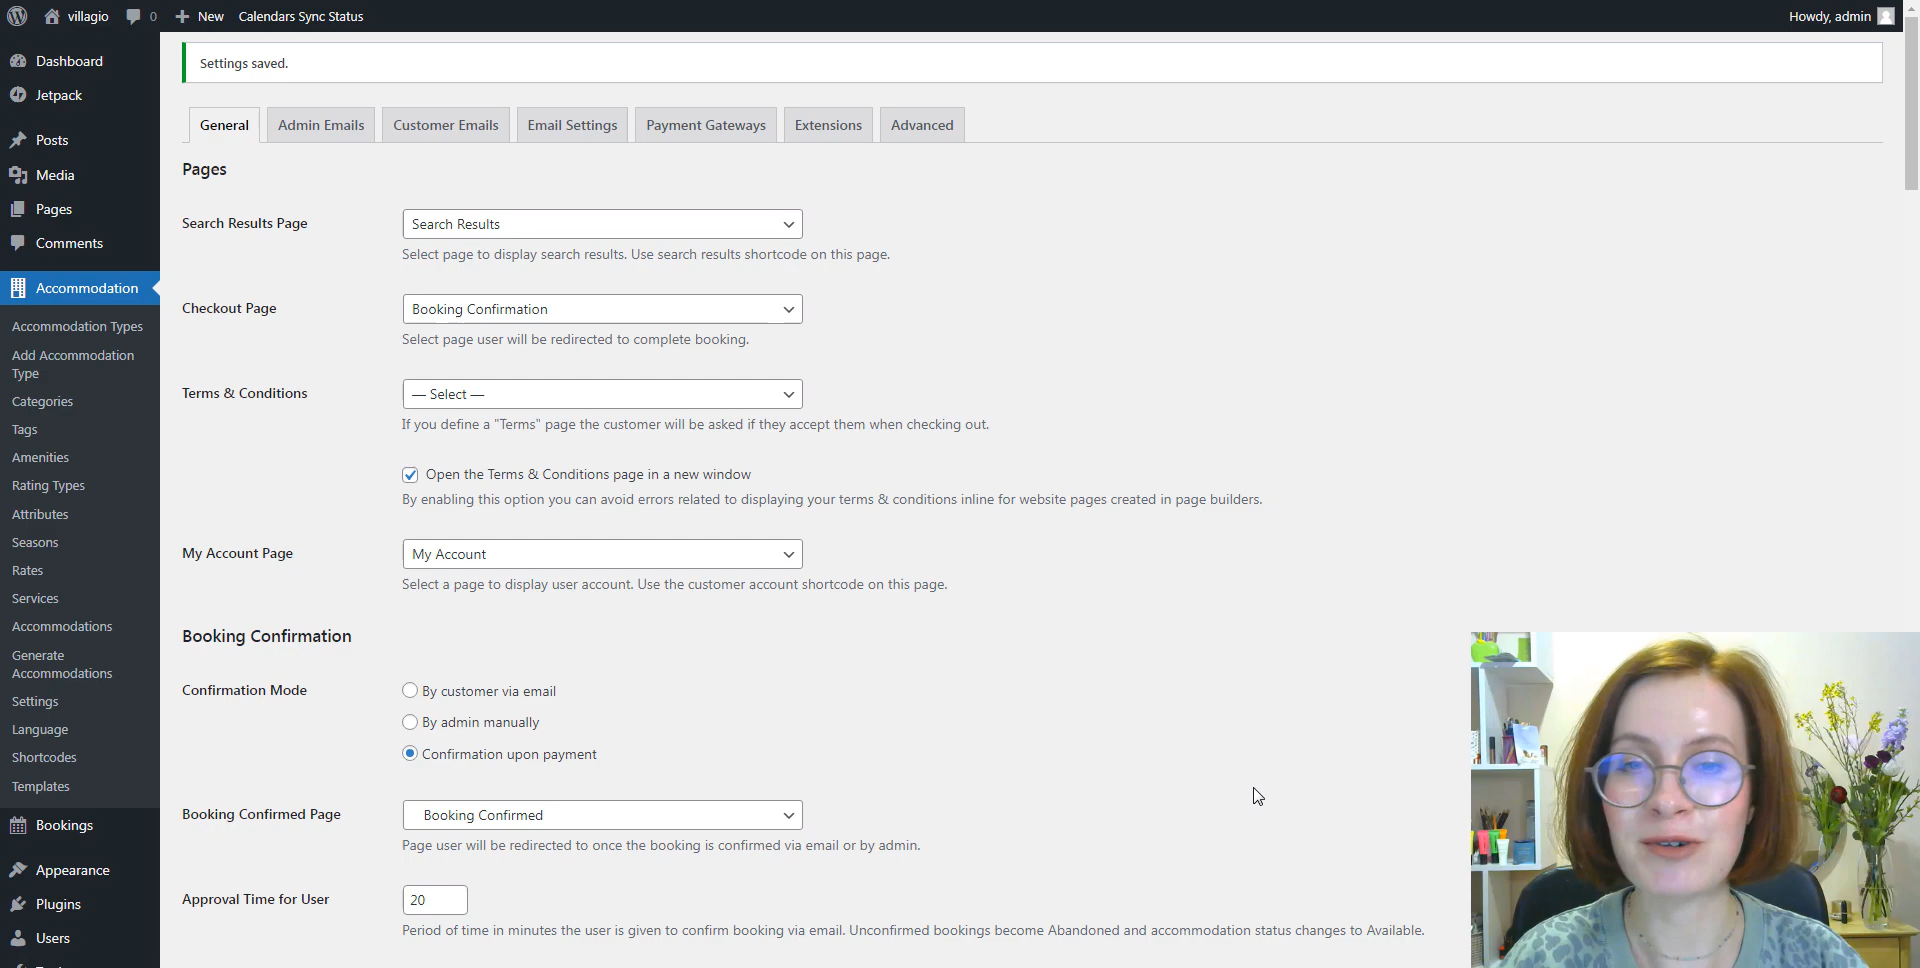 villagio
0
New
Calendars Sync Status
Howdy, admin
Dashboard
Jetpack
Posts
Media
Pages
Comments
Accommodation
Accommodation Types
Add Accommodation
Type
Categories
Tags
Amenities
Rating Types
Attributes
Seasons
Rates
Services
Accommodations
Generate
Accommodations
Settings
Language
Shortcodes
Templates
Bookings
Appearance
Plugins
Users
Settings saved.
General
Admin Emails
Customer Emails
Email Settings
Payment Gateways
Extensions
Advanced
Pages
Search Results Page
Search Results
Select page to display search results. Use search results shortcode on this page.
Checkout Page
Booking Confirmation
Select page user will be redirected to complete booking.
Terms & Conditions
— Select —
If you define a "Terms" page the customer will be asked if they accept them when checking out.
Open the Terms & Conditions page in a new window
By enabling this option you can avoid errors related to displaying your terms & conditions inline for website pages created in page builders.
My Account Page
My Account
Select a page to display user account. Use the customer account shortcode on this page.
Booking Confirmation
Confirmation Mode
By customer via email
By admin manually
Confirmation upon payment
Booking Confirmed Page
Booking Confirmed
Page user will be redirected to once the booking is confirmed via email or by admin.
Approval Time for User
20
Period of time in minutes the user is given to confirm booking via email. Unconfirmed bookings become Abandoned and accommodation status changes to Available.